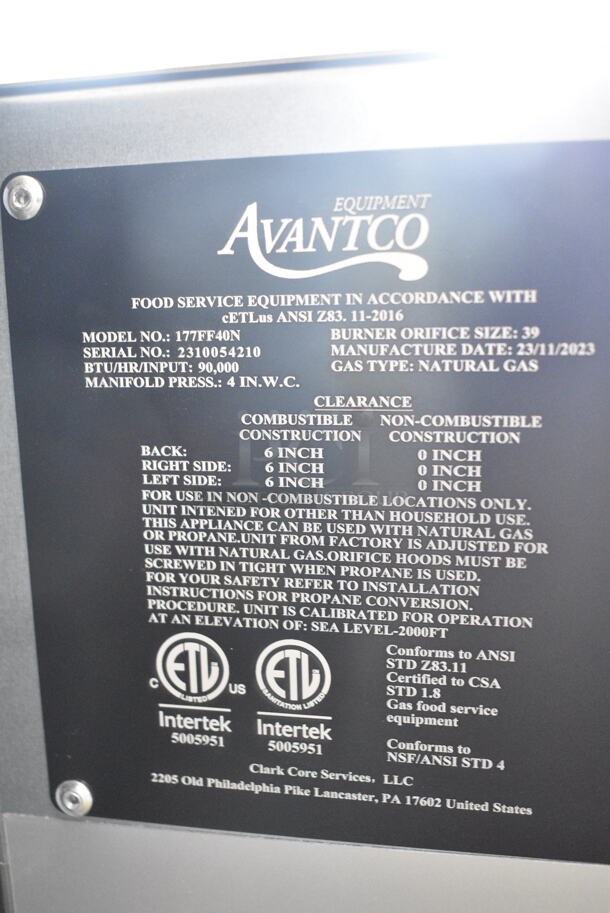 EQUIPMENT
AVANTCO
FOOD SERVICE EQUIPMENT IN ACCORDANCE WITH
cETLus ANSI Z83. 11-2016
MODEL NO.: 177FF40N BURNER ORIFICE SIZE: 39
SERIAL NO.: 2310054210 MANUFACTURE DATE: 23/11/2023
BTU/HR/INPUT: 90,000 GAS TYPE: NATURAL GAS
MANIFOLD PRESS.: 4 IN.W.C.
CLEARANCE
COMBUSTIBLE NON-COMBUSTIBLE
CONSTRUCTION CONSTRUCTION
BACK: 6 INCH 0 INCH
RIGHT SIDE: 6 INCH 0 INCH
LEFT SIDE: 6 INCH 0 INCH
FOR USE IN NON -COMBUSTIBLE LOCATIONS ONLY.
UNIT INTENED FOR OTHER THAN HOUSEHOLD USE.
THIS APPLIANCE CAN BE USED WITH NATURAL GAS
OR PROPANE.UNIT FROM FACTORY IS ADJUSTED FOR
USE WITH NATURAL GAS.ORIFICE HOODS MUST BE
SCREWED IN TIGHT WHEN PROPANE IS USED.
FOR YOUR SAFETY REFER TO INSTALLATION
INSTRUCTIONS FOR PROPANE CONVERSION.
PROCEDURE. UNIT IS CALIBRATED FOR OPERATION
AT AN ELEVATION OF: SEA LEVEL-2000FT
ETL
LISTED
C US
Intertek
5005951
ETL
SANITATION LISTED
Intertek
5005951
Conforms to ANSI
STD Z83.11
Certified to CSA
STD 1.8
Gas food service
equipment
Conforms to
NSF/ANSI STD 4
Clark Core Services, LLC
2205 Old Philadelphia Pike Lancaster, PA 17602 United States